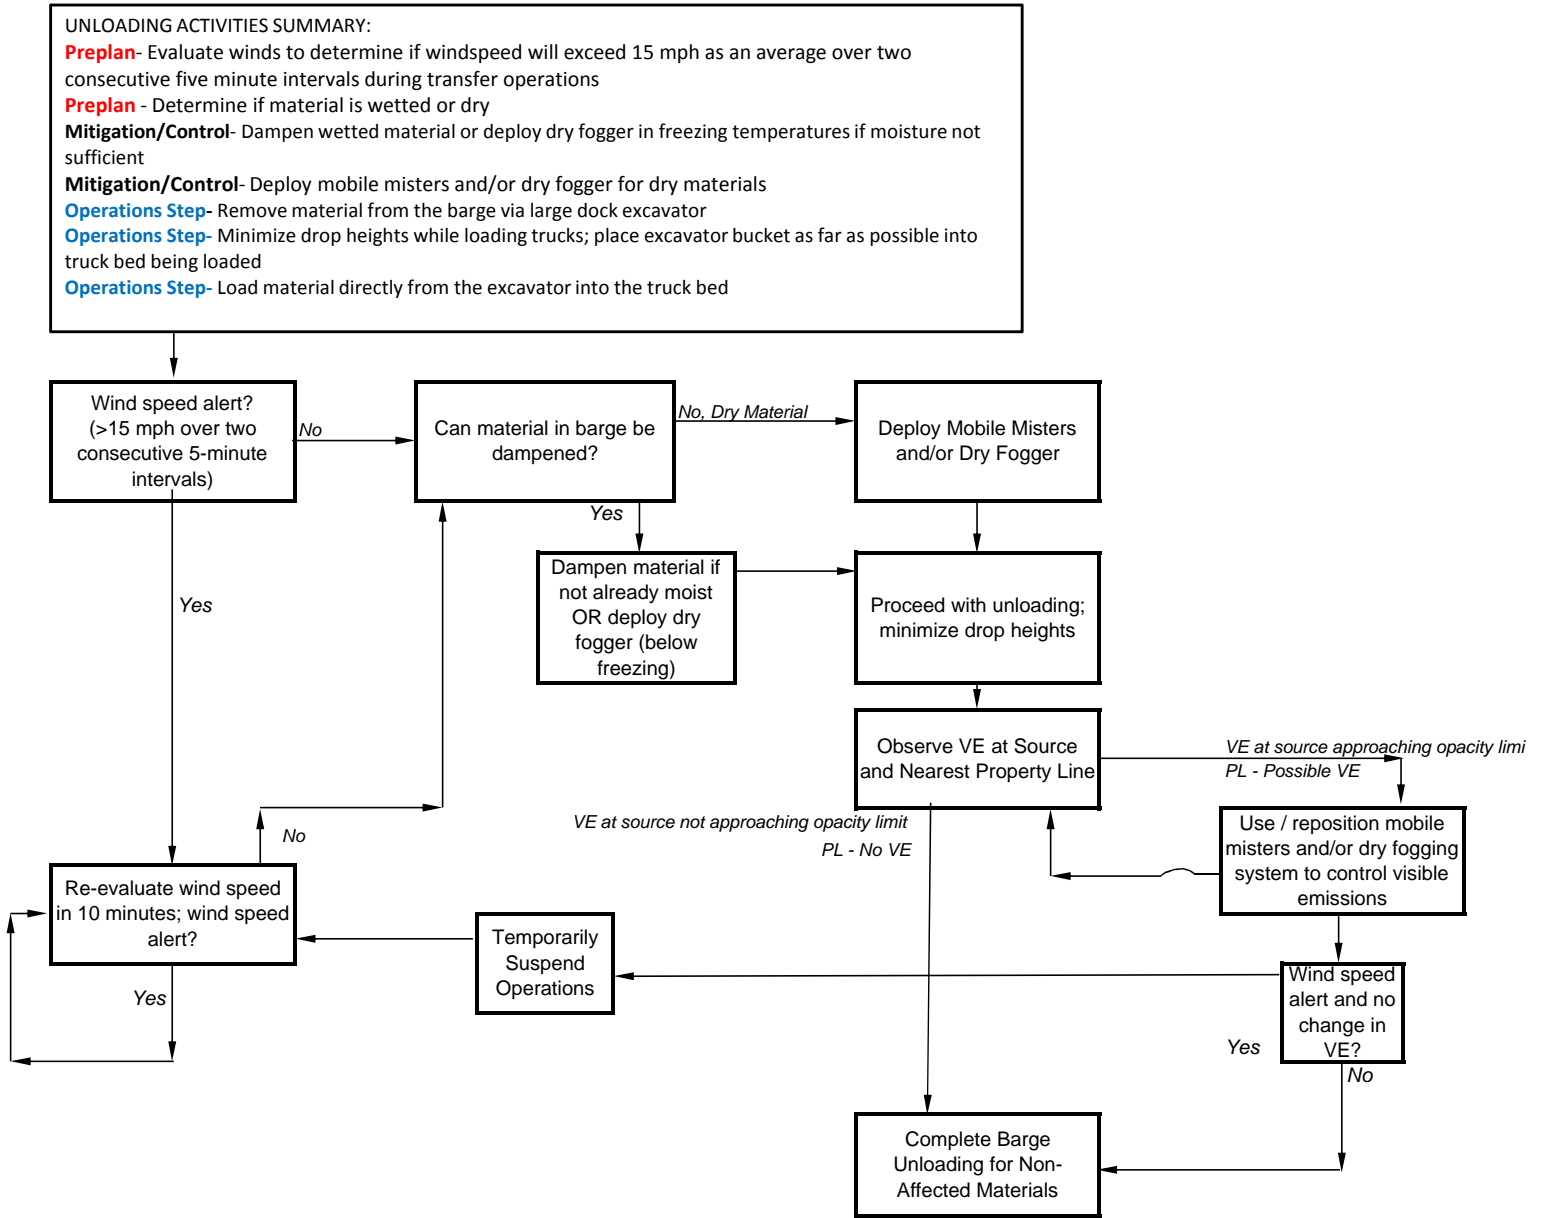 UNLOADING ACTIVITIES SUMMARY:
Preplan- Evaluate winds to determine if windspeed will exceed 15 mph as an average over two
consecutive five minute intervals during transfer operations
Preplan - Determine if material is wetted or dry
Mitigation/Control- Dampen wetted material or deploy dry fogger in freezing temperatures if moisture not
sufficient
Mitigation/Control- Deploy mobile misters and/or dry fogger for dry materials
Operations Step- Remove material from the barge via large dock excavator
Operations Step- Minimize drop heights while loading trucks; place excavator bucket as far as possible into
truck bed being loaded
Operations Step- Load material directly from the excavator into the truck bed
Wind speed alert?
(>15 mph over two
consecutive 5-minute
intervals)
No
Can material in barge be
dampened?
No, Dry Material
Deploy Mobile Misters
and/or Dry Fogger
Yes
Dampen material if
not already moist
OR deploy dry
fogger (below
freezing)
Proceed with unloading;
minimize drop heights
Yes
Observe VE at Source
and Nearest Property Line
VE at source approaching opacity limi
PL - Possible VE
VE at source not approaching opacity limit
PL - No VE
Use / reposition mobile
misters and/or dry fogging
system to control visible
emissions
No
Re-evaluate wind speed
in 10 minutes; wind speed
alert?
Yes
Temporarily
Suspend
Operations
Wind speed
alert and no
change in
VE?
Yes
No
Complete Barge
Unloading for Non-
Affected Materials